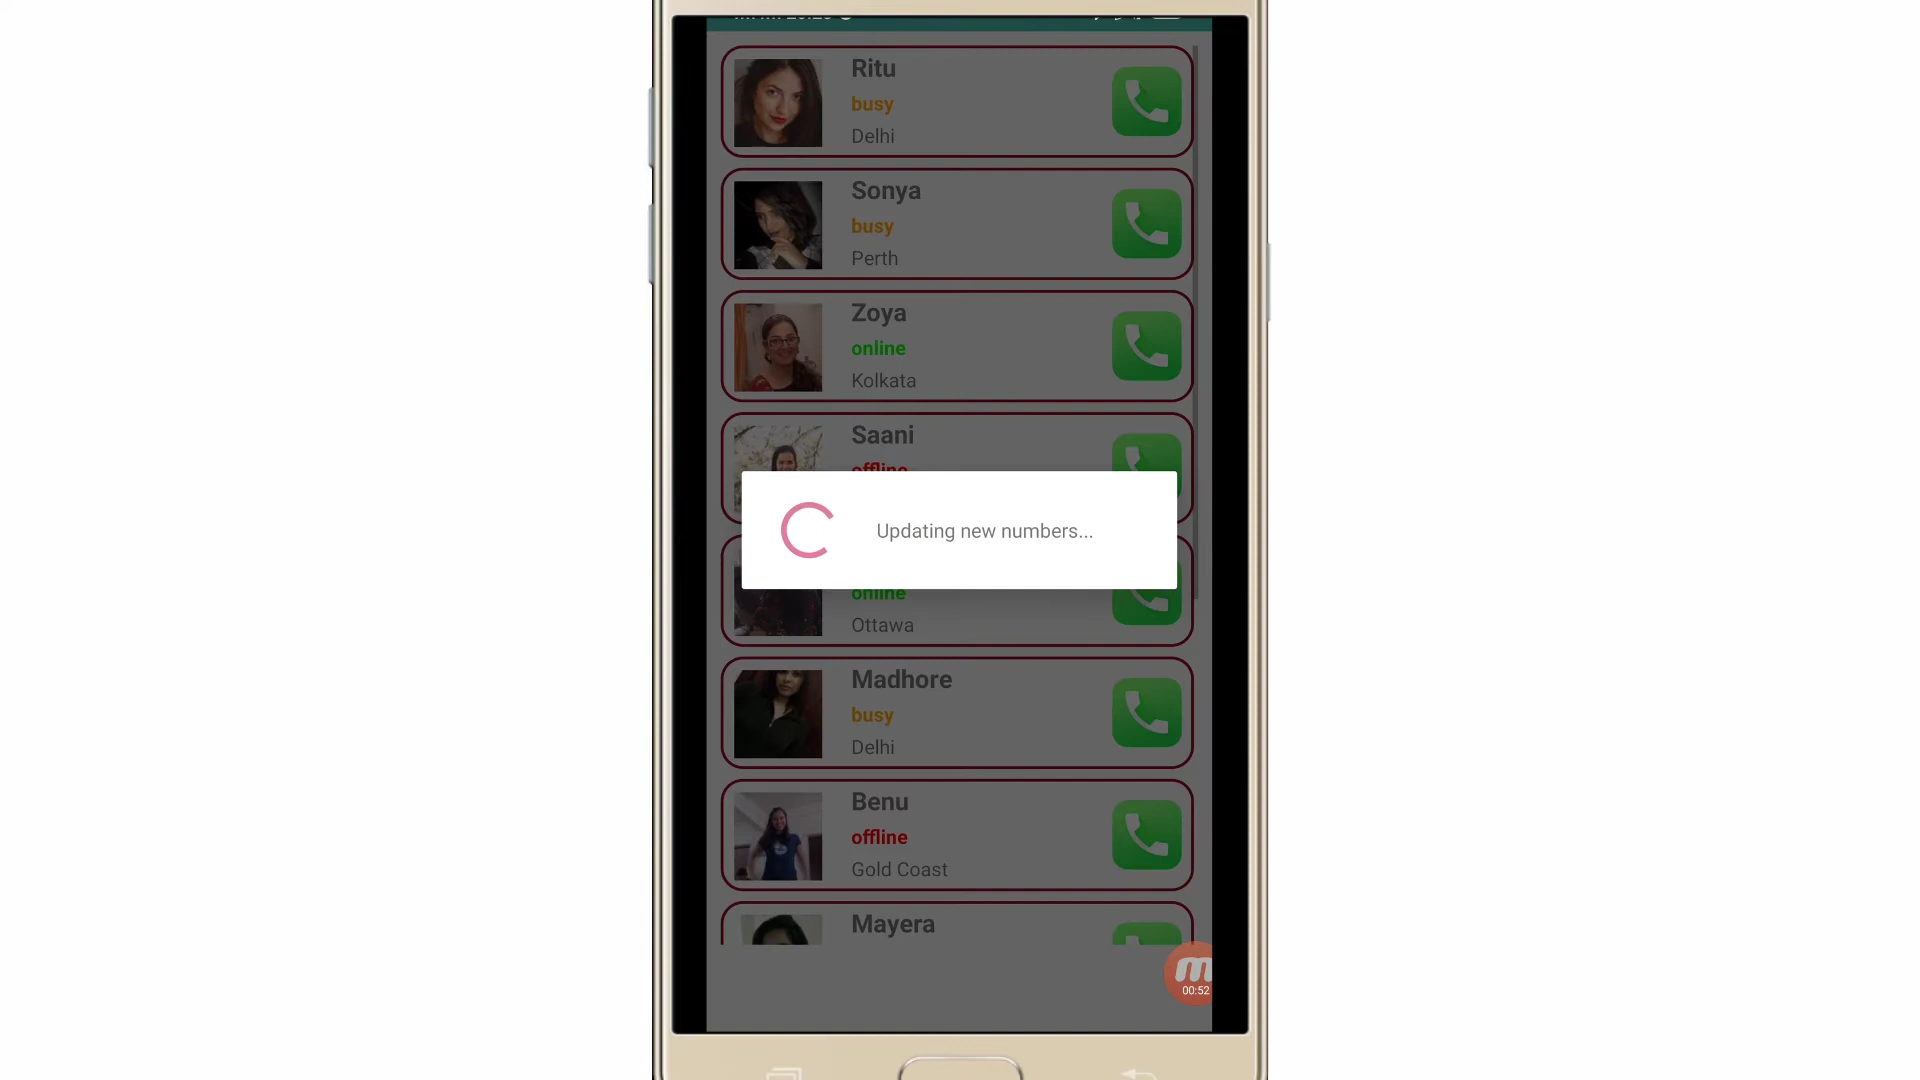 Ritu
busy
Delhi
Sonya
busy
Perth
Zoya
online
Kolkata
Saani
offline
Updating new numbers...
online
Ottawa
Madhore
busy
Delhi
Benu
offline
Gold Coast
Mayera
m
00:52